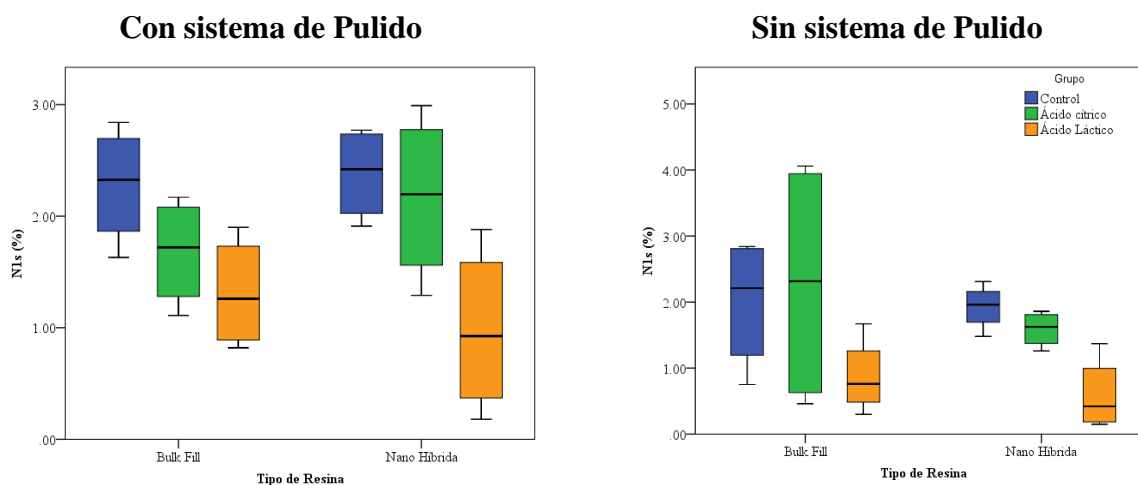 Con sistema de Pulido
N1s (%)
3.00
2.00
1.00
.00
Bulk Fill
Nano Híbrida
Tipo de Resina
Sin sistema de Pulido
Grupo
Control
Ácido cítrico
Ácido Láctico
N1s (%)
5.00
4.00
3.00
2.00
1.00
.00
Bulk Fill
Nano Híbrida
Tipo de Resina